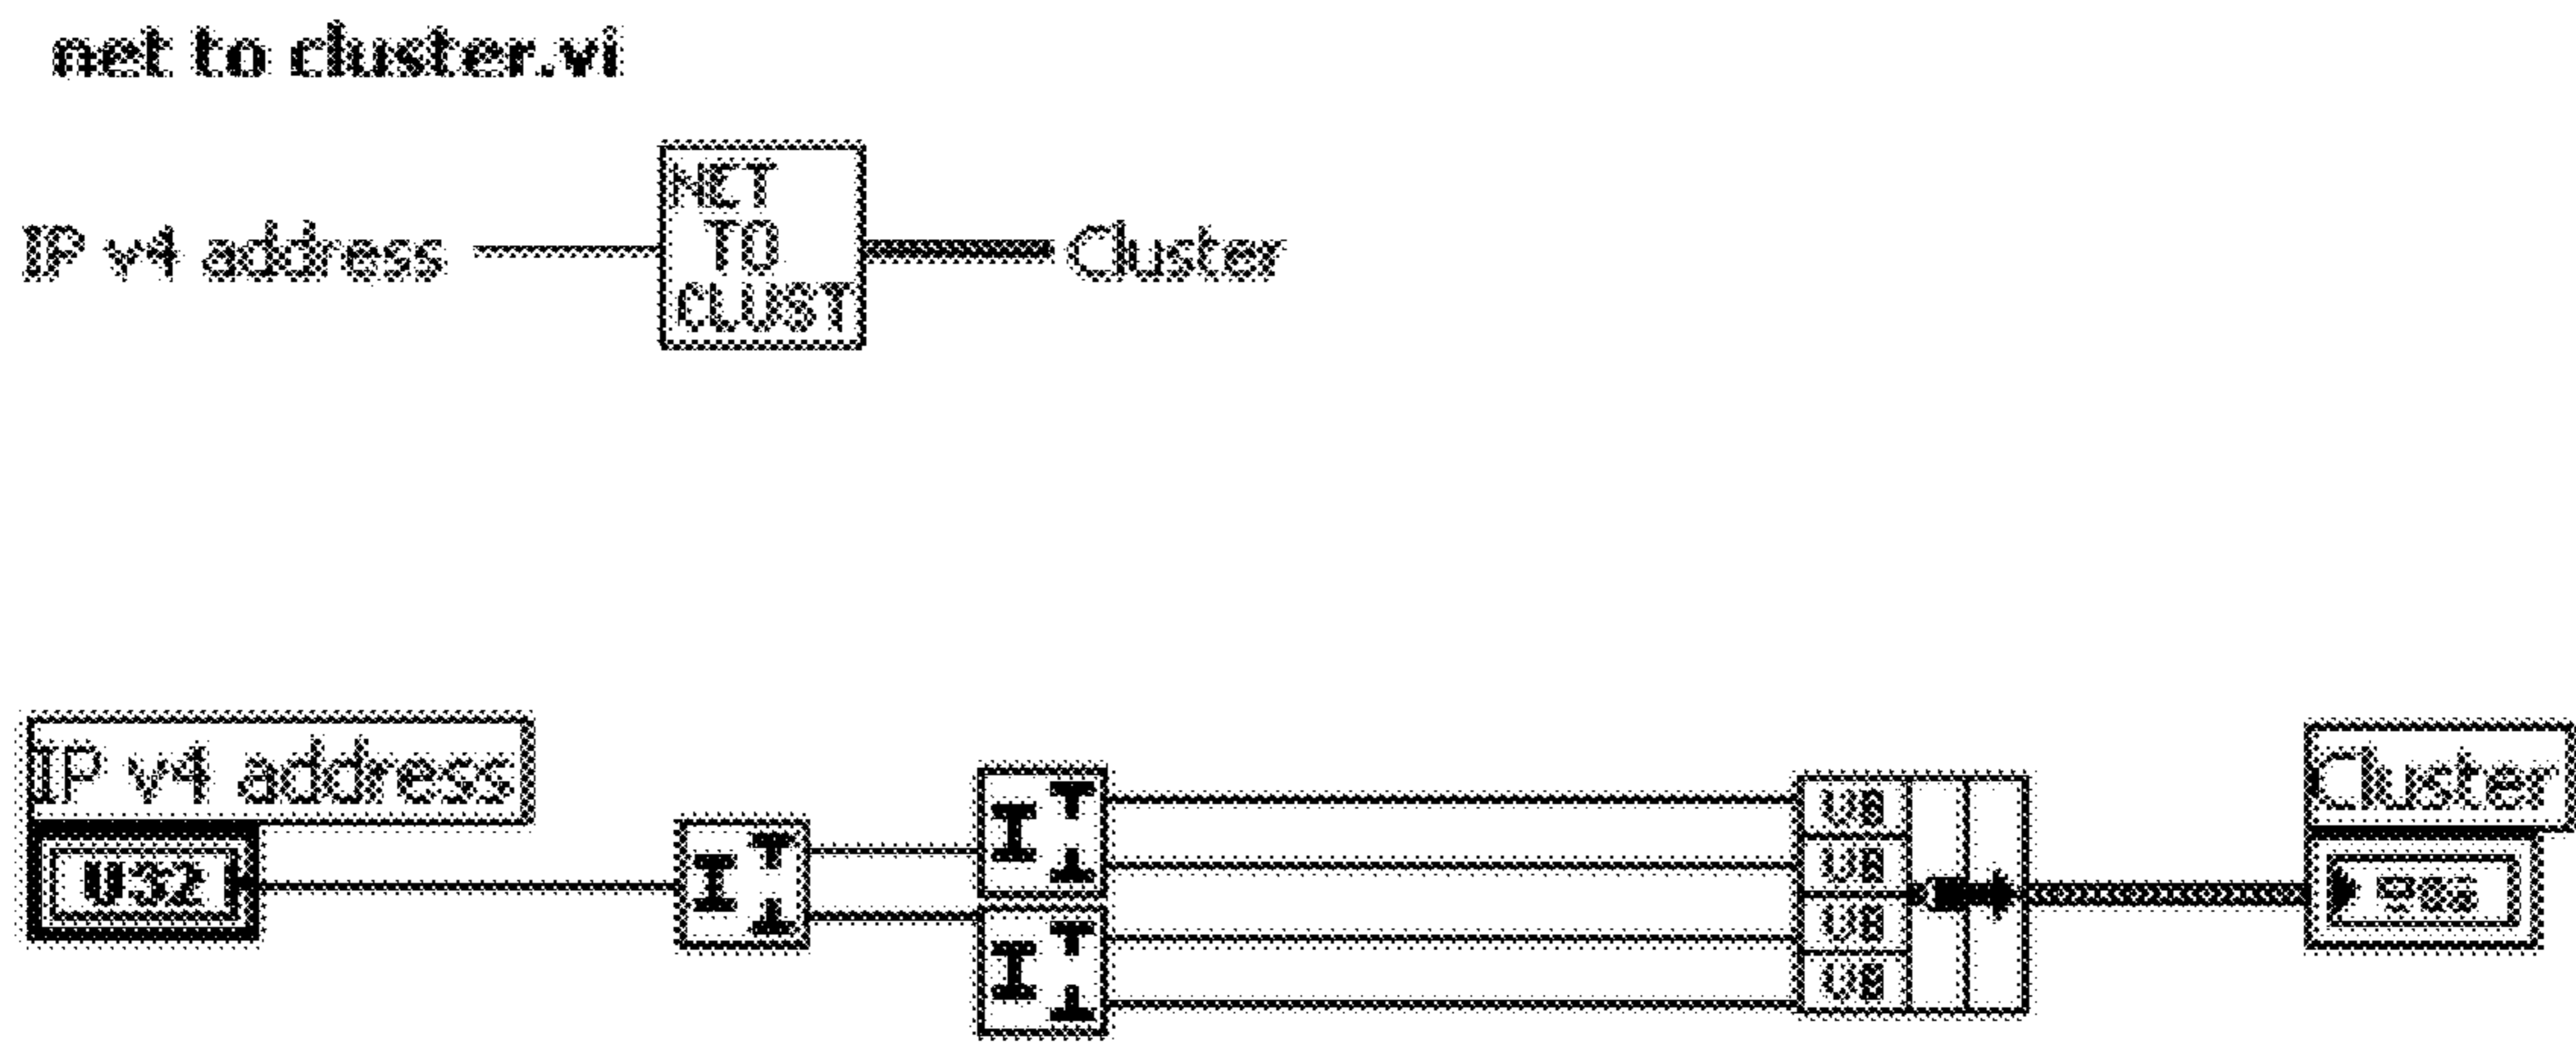 net to cluster.vi
NET
TO
CLUST
IP v4 address
Cluster
IP v4 address
U32
U8
U8
U8
U8
Cluster